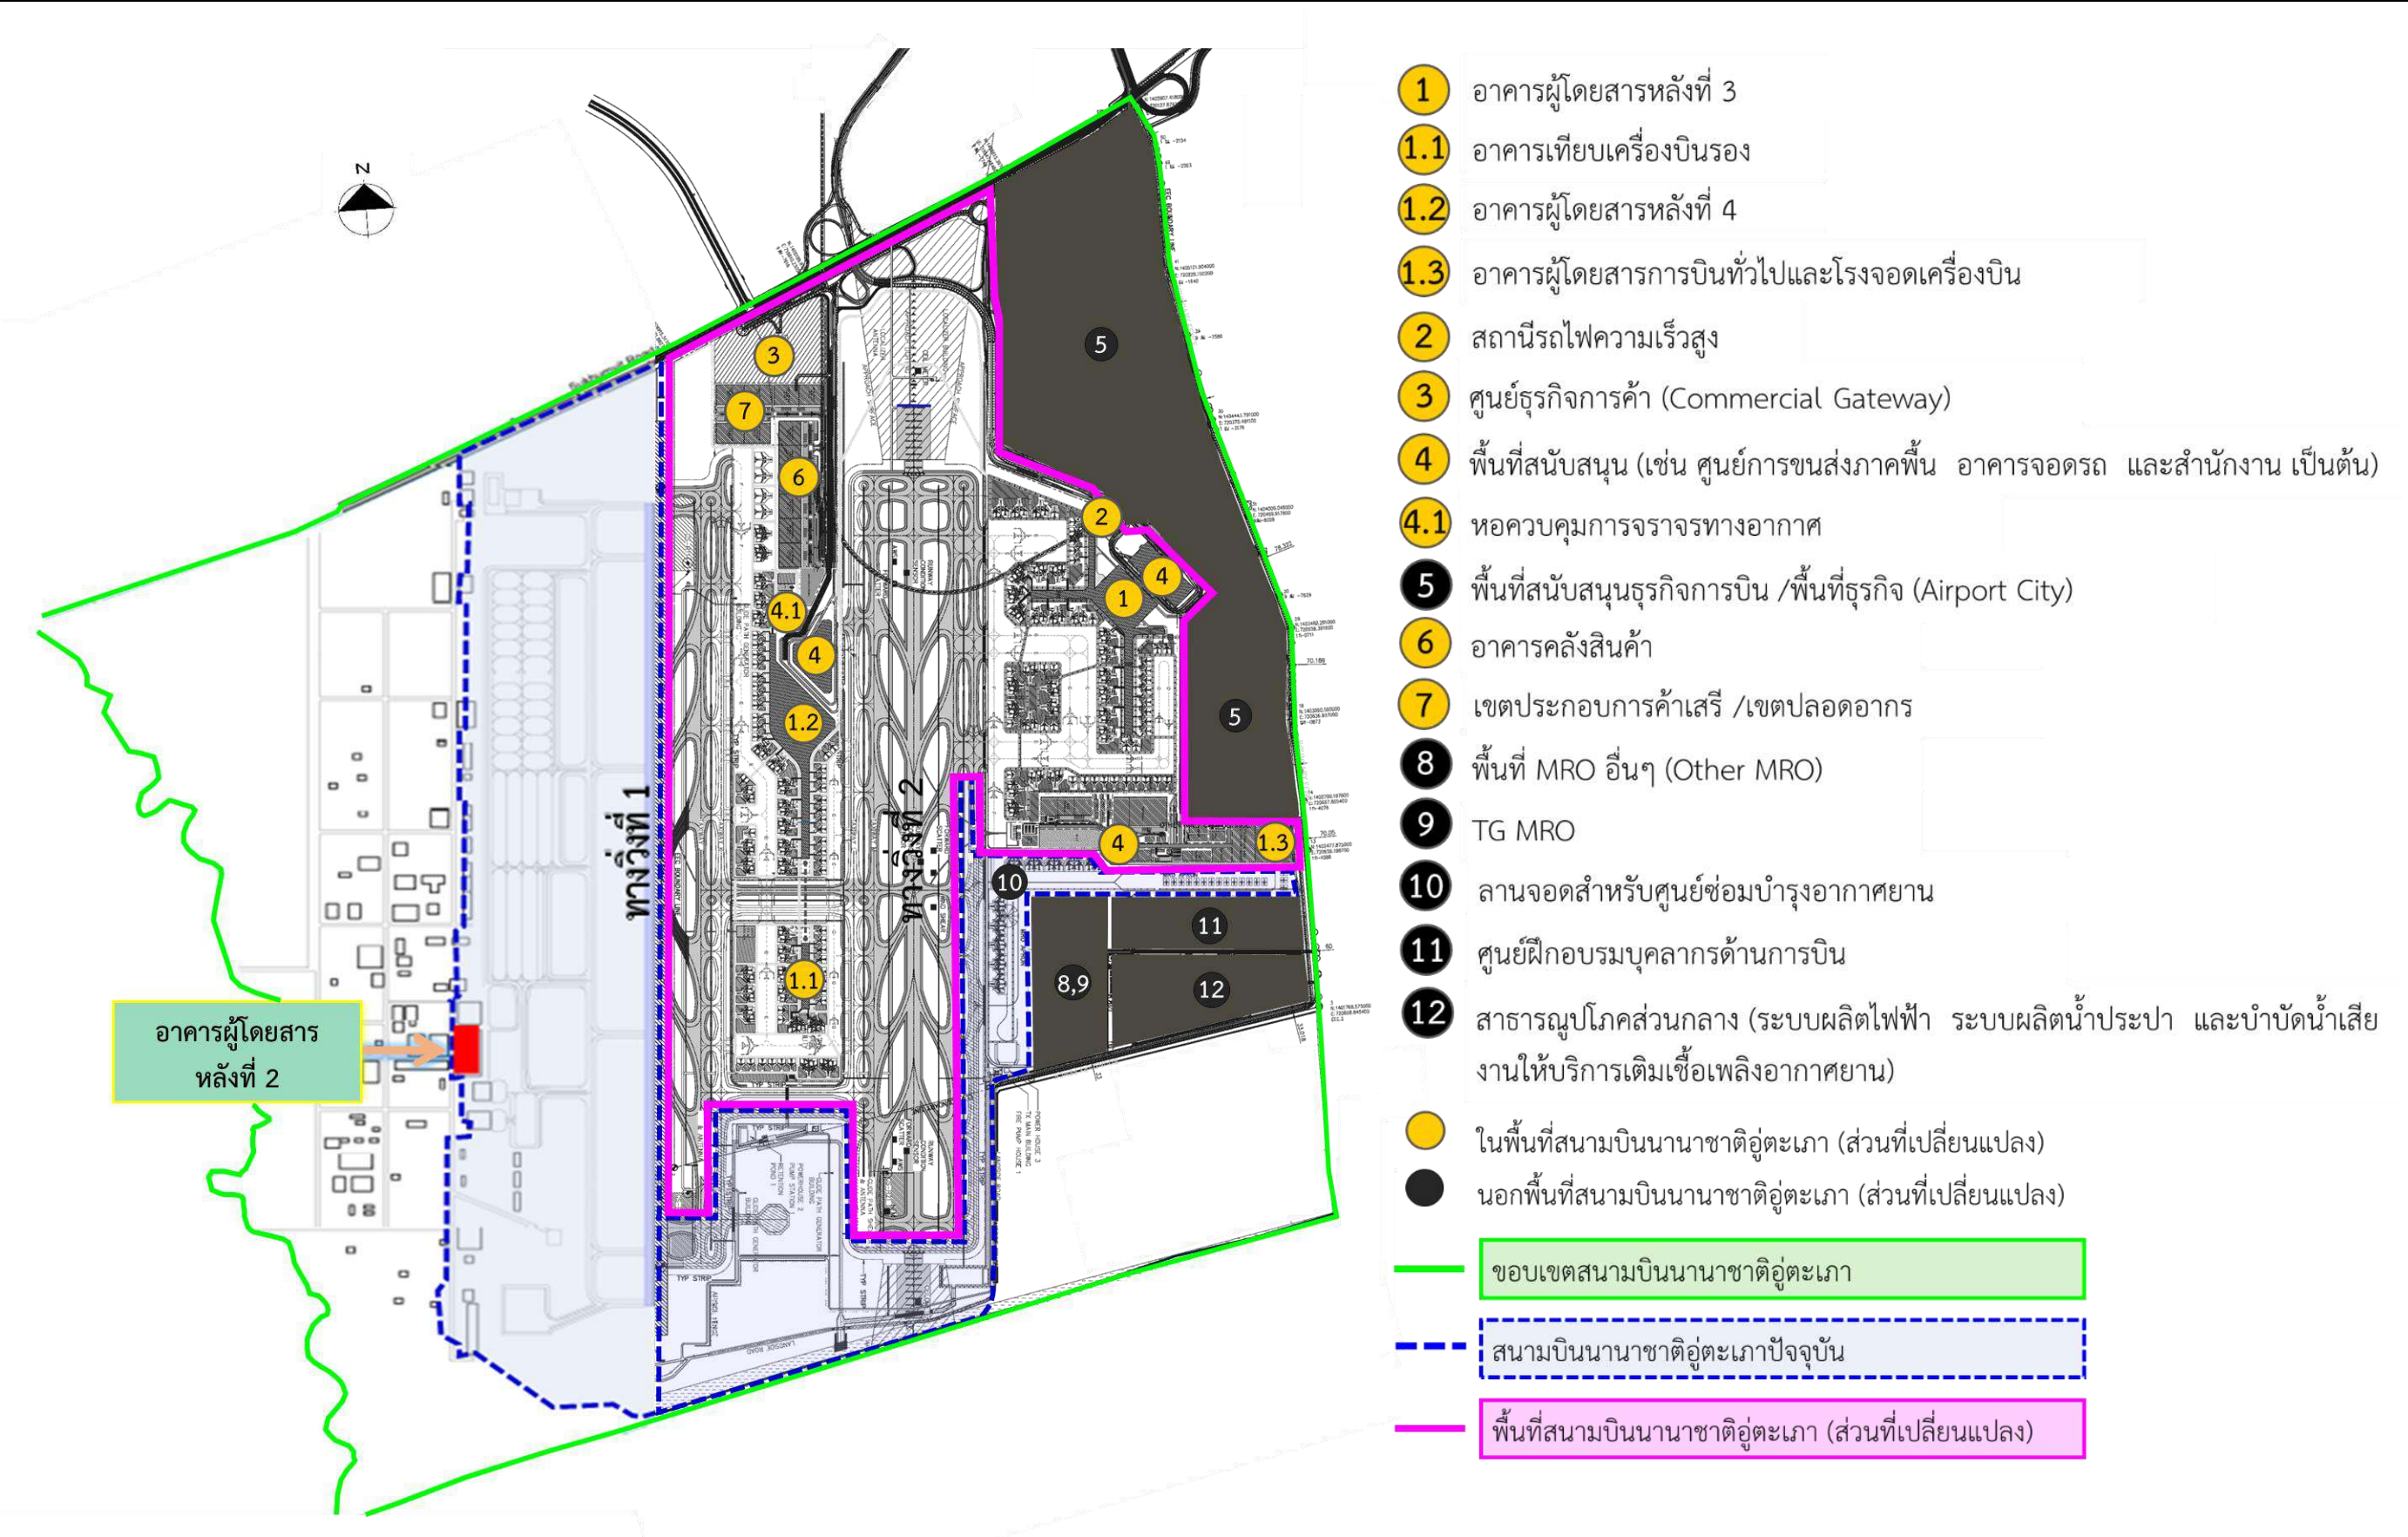 1 อาคารผู้โดยสารหลังที่ 3
1.1 อาคารเทียบเครื่องบินรอง
1.2 อาคารผู้โดยสารหลังที่ 4
1.3 อาคารผู้โดยสารการบินทั่วไปและโรงจอดเครื่องบิน
2 สถานีรถไฟความเร็วสูง
3 ศูนย์ธุรกิจการค้า (Commercial Gateway)
4 พื้นที่สนับสนุน (เช่น ศูนย์การขนส่งภาคพื้น อาคารจอดรถ และสำนักงาน เป็นต้น)
4.1 หอควบคุมการจราจรทางอากาศ
5 พื้นที่สนับสนุนธุรกิจการบิน /พื้นที่ธุรกิจ (Airport City)
6 อาคารคลังสินค้า
7 เขตประกอบการค้าเสรี /เขตปลอดอากร
8 พื้นที่ MRO อื่นๆ (Other MRO)
9 TG MRO
10 ลานจอดสำหรับศูนย์ซ่อมบำรุงอากาศยาน
11 ศูนย์ฝึกอบรมบุคลากรด้านการบิน
12 สาธารณูปโภคส่วนกลาง (ระบบผลิตไฟฟ้า ระบบผลิตน้ำประปา และบำบัดน้ำเสีย
งานให้บริการเติมเชื้อเพลิงอากาศยาน)
ในพื้นที่สนามบินนานาชาติอู่ตะเภา (ส่วนที่เปลี่ยนแปลง)
นอกพื้นที่สนามบินนานาชาติอู่ตะเภา (ส่วนที่เปลี่ยนแปลง)
ขอบเขตสนามบินนานาชาติอู่ตะเภา
สนามบินนานาชาติอู่ตะเภาปัจจุบัน
พื้นที่สนามบินนานาชาติอู่ตะเภา (ส่วนที่เปลี่ยนแปลง)
N
5
3
7
6
2
4
1
4.1
4
1.2
5
4
1.3
10
11
1.1
8,9
12
ทางวิ่งที่ 1
ทางวิ่งที่ 2
อาคารผู้โดยสาร
หลังที่ 2